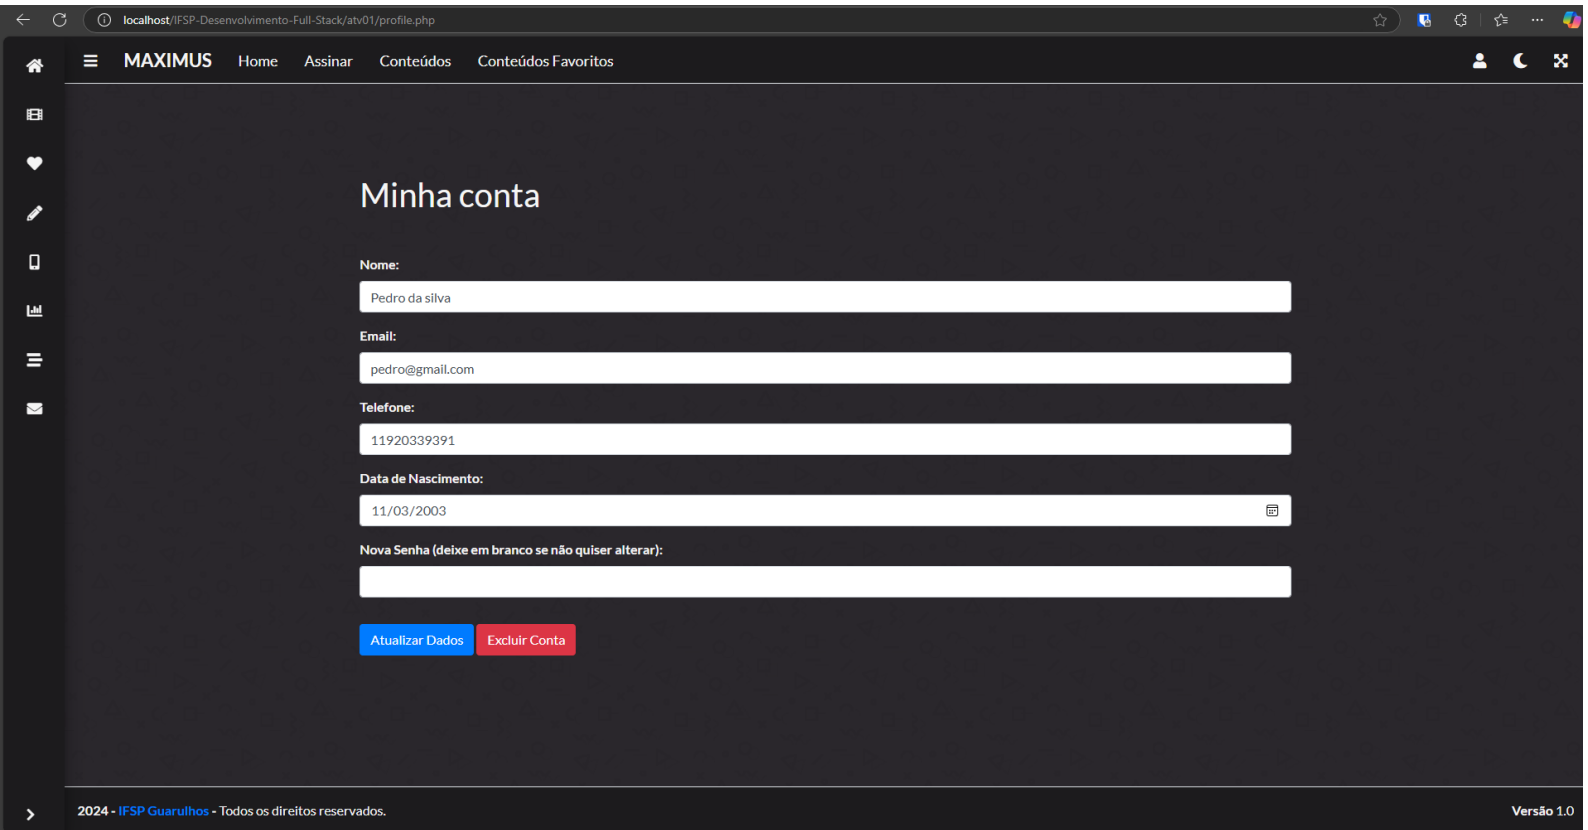 localhost/IFSP-Desenvolvimento-Full-Stack/atv01/profile.php
MAXIMUS Home Assinar Conteúdos Conteúdos Favoritos
Minha conta
Nome:
Pedro da silva
Email:
pedro@gmail.com
Telefone:
11920339391
Data de Nascimento:
11/03/2003
Nova Senha (deixe em branco se não quiser alterar):
Atualizar Dados Excluir Conta
2024 - IFSP Guarulhos - Todos os direitos reservados. Versão 1.0